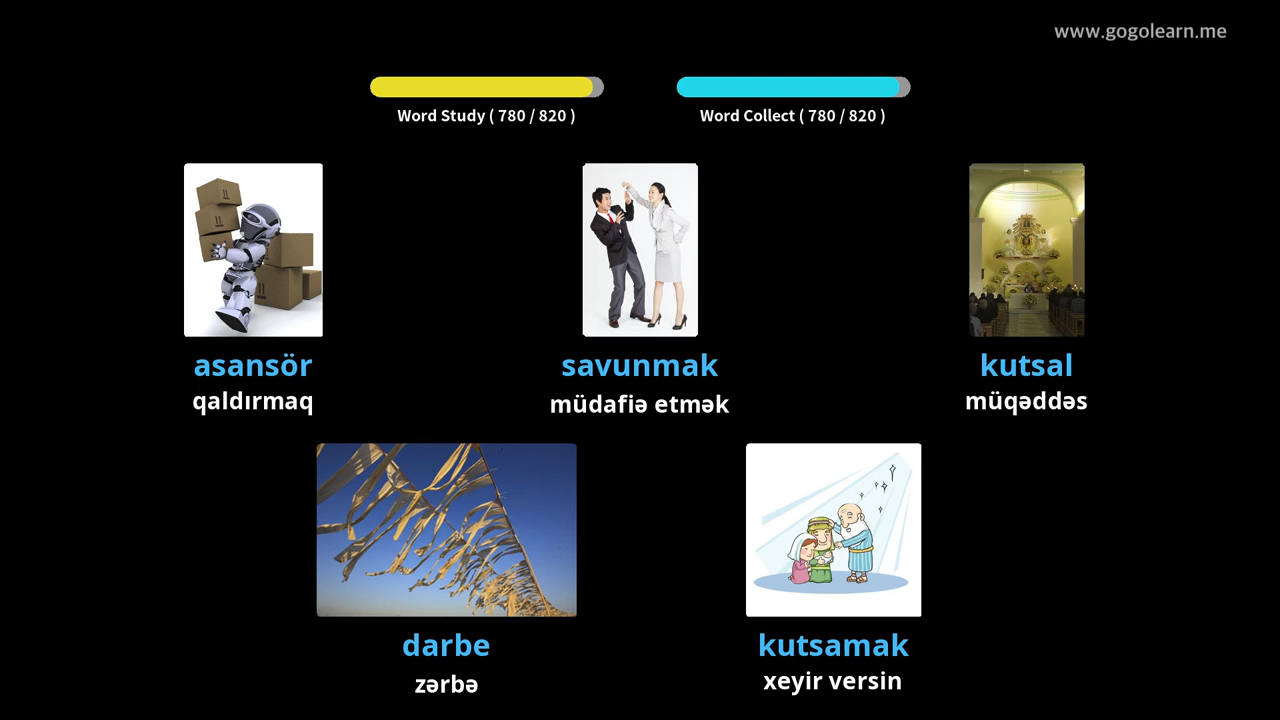 www.gogolearn.me
Word Study ( 780 / 820 )
Word Collect ( 780 / 820 )
asansör
qaldırmaq
savunmak
müdafiə etmək
kutsal
müqəddəs
darbe
zərbə
kutsamak
xeyir versin